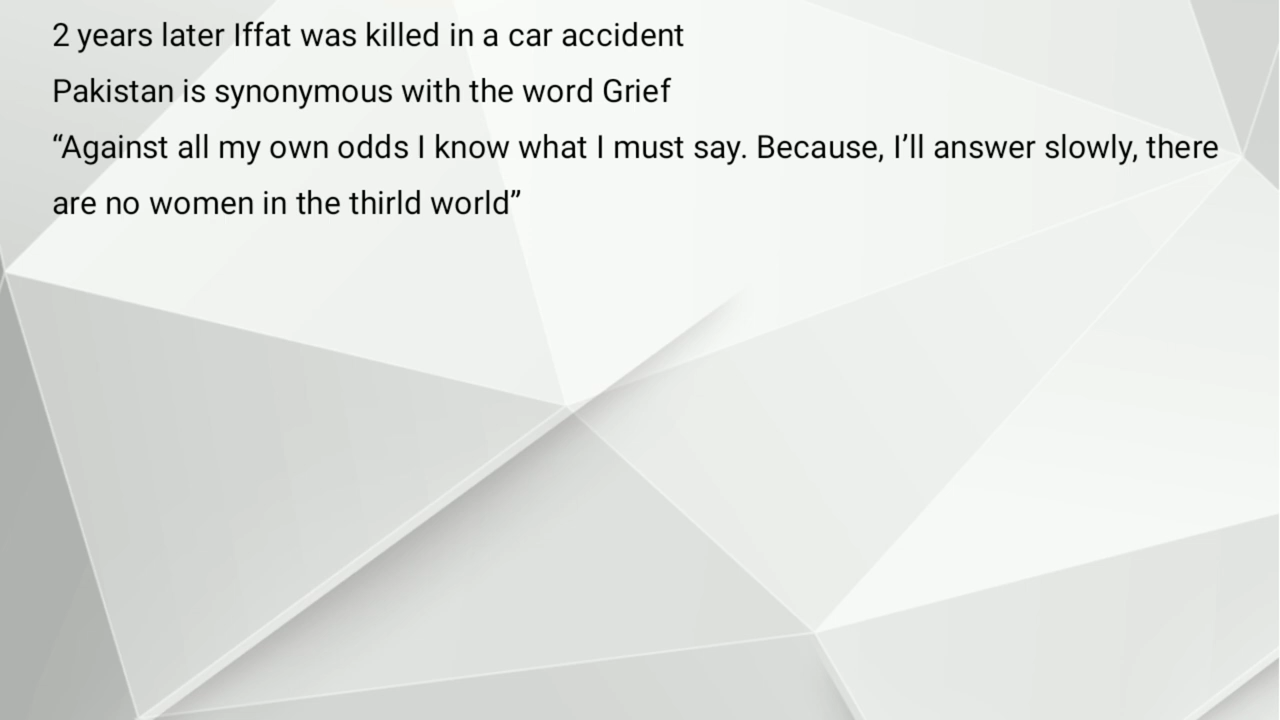 2 years later Iffat was killed in a car accident
Pakistan is synonymous with the word Grief
“Against all my own odds I know what I must say. Because, I’ll answer slowly, there
are no women in the thirld world”